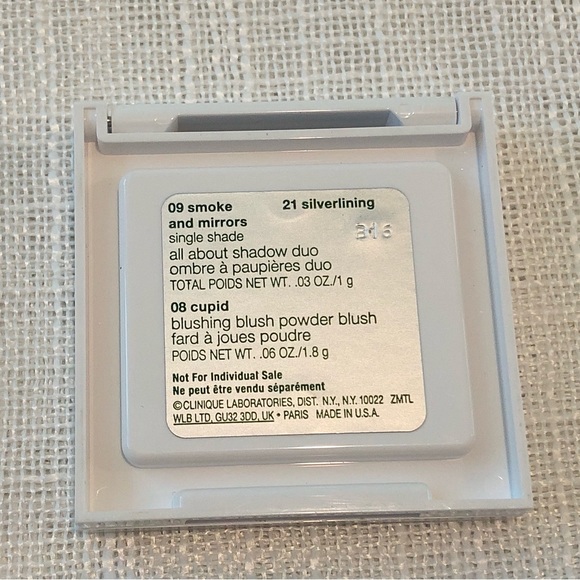 09 smoke 21 silverlining
and mirrors
single shade
all about shadow duo
ombre à paupières duo
TOTAL POIDS NET WT. .03 OZ./1 g
08 cupid
blushing blush powder blush
fard à joues poudre
POIDS NET WT. .06 OZ./1.8 g
Not For Individual Sale
Ne peut être vendu séparément
©CLINIQUE LABORATORIES, DIST. N.Y., N.Y. 10022 ZMTL
WLB LTD, GU32 3DD, UK • PARIS MADE IN U.S.A.